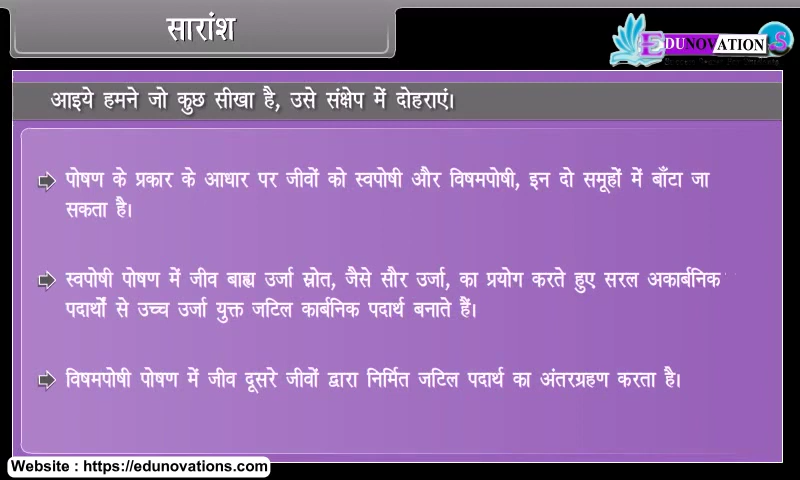 सारांश
EDUNOVATIONS
आइये हमने जो कुछ सीखा है, उसे संक्षेप में दोहराएं।
पोषण के प्रकार के आधार पर जीवों को स्वपोषी और विषमपोषी, इन दो समूहों में बाँटा जा
सकता है।
स्वपोषी पोषण में जीव बाह्य उर्जा स्रोत, जैसे सौर उर्जा, का प्रयोग करते हुए सरल अकार्बनिक
पदार्थों से उच्च उर्जा युक्त जटिल कार्बनिक पदार्थ बनाते हैं।
विषमपोषी पोषण में जीव दूसरे जीवों द्वारा निर्मित जटिल पदार्थ का अंतरग्रहण करता है।
Website : https://edunovations.com